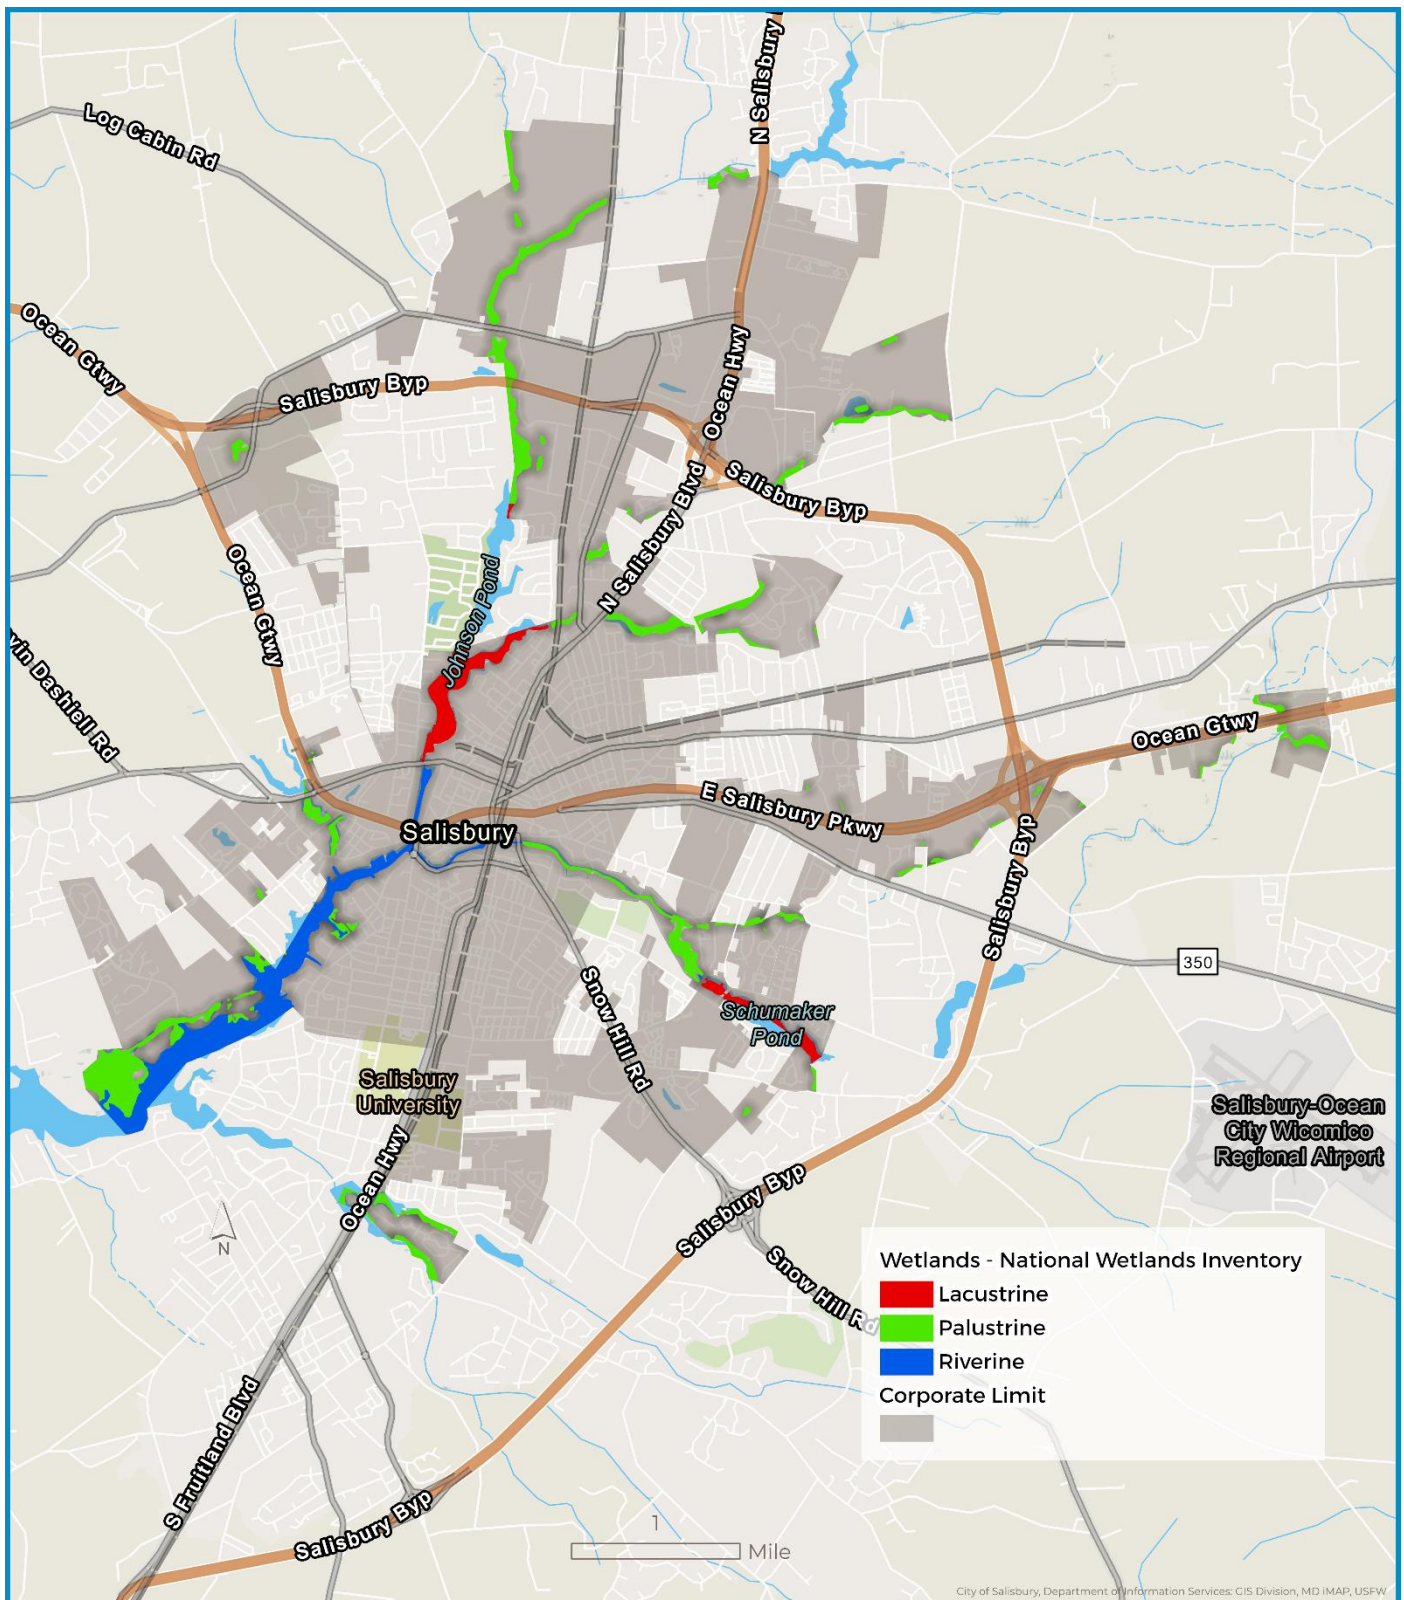 N Salisbury
Log Cabin Rd
Ocean Gtwy
Salisbury Byp
Ocean Hwy
N Salisbury Blvd
Salisbury Byp
Ocean Gtwy
Johnson Pond
Dashiell Rd
Ocean Gtwy
E Salisbury Pkwy
Salisbury
Salisbury Byp
350
Snow Hill Rd
Schumaker
Pond
Salisbury
University
Salisbury-Ocean
City Wicomico
Regional Airport
Ocean Hwy
N
Salisbury Byp
Snow Hill Rd
Wetlands - National Wetlands Inventory
Lacustrine
Palustrine
Riverine
Corporate Limit
S Fruitland Blvd
Salisbury Byp
1
Mile
City of Salisbury, Department of Information Services: GIS Division, MD iMAP, USFW